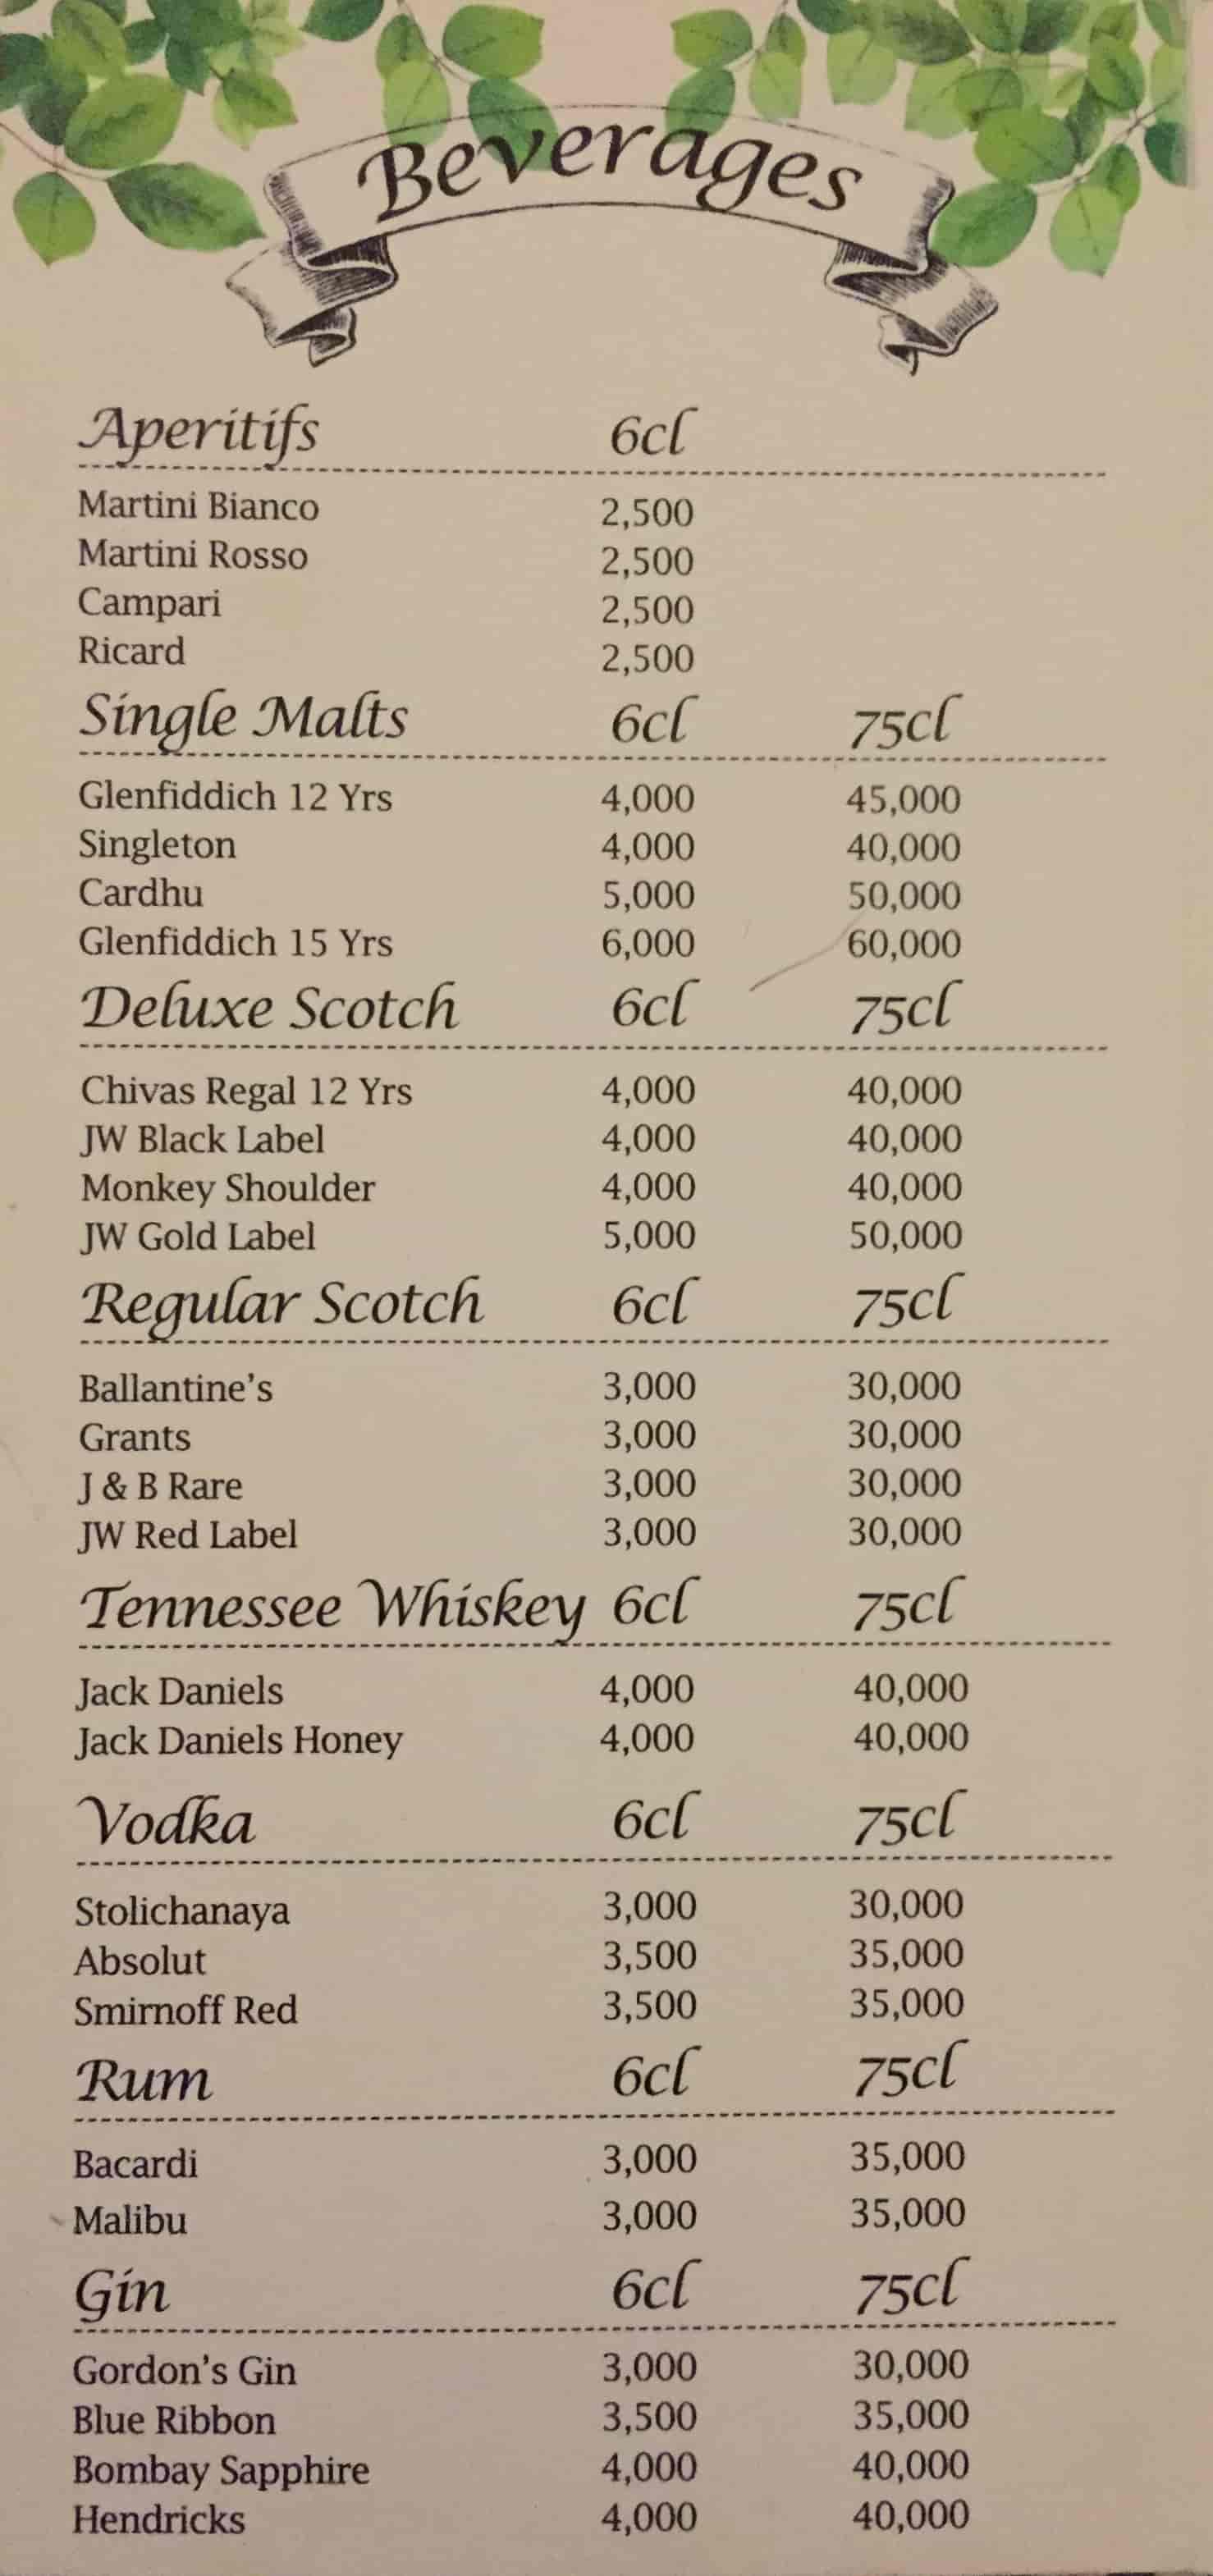 Beverages
Aperitifs 6cl
Martini Bianco 2,500
Martini Rosso 2,500
Campari 2,500
Ricard 2,500
Single Malts 6cl 75cl
Glenfiddich 12 Yrs 4,000 45,000
Singleton 4,000 40,000
Cardhu 5,000 50,000
Glenfiddich 15 Yrs 6,000 60,000
Deluxe Scotch 6cl 75cl
Chivas Regal 12 Yrs 4,000 40,000
JW Black Label 4,000 40,000
Monkey Shoulder 4,000 40,000
JW Gold Label 5,000 50,000
Regular Scotch 6cl 75cl
Ballantine's 3,000 30,000
Grants 3,000 30,000
J & B Rare 3,000 30,000
JW Red Label 3,000 30,000
Tennessee Whiskey 6cl 75cl
Jack Daniels 4,000 40,000
Jack Daniels Honey 4,000 40,000
Vodka 6cl 75cl
Stolichanaya 3,000 30,000
Absolut 3,500 35,000
Smirnoff Red 3,500 35,000
Rum 6cl 75cl
Bacardi 3,000 35,000
Malibu 3,000 35,000
Gin 6cl 75cl
Gordon's Gin 3,000 30,000
Blue Ribbon 3,500 35,000
Bombay Sapphire 4,000 40,000
Hendricks 4,000 40,000